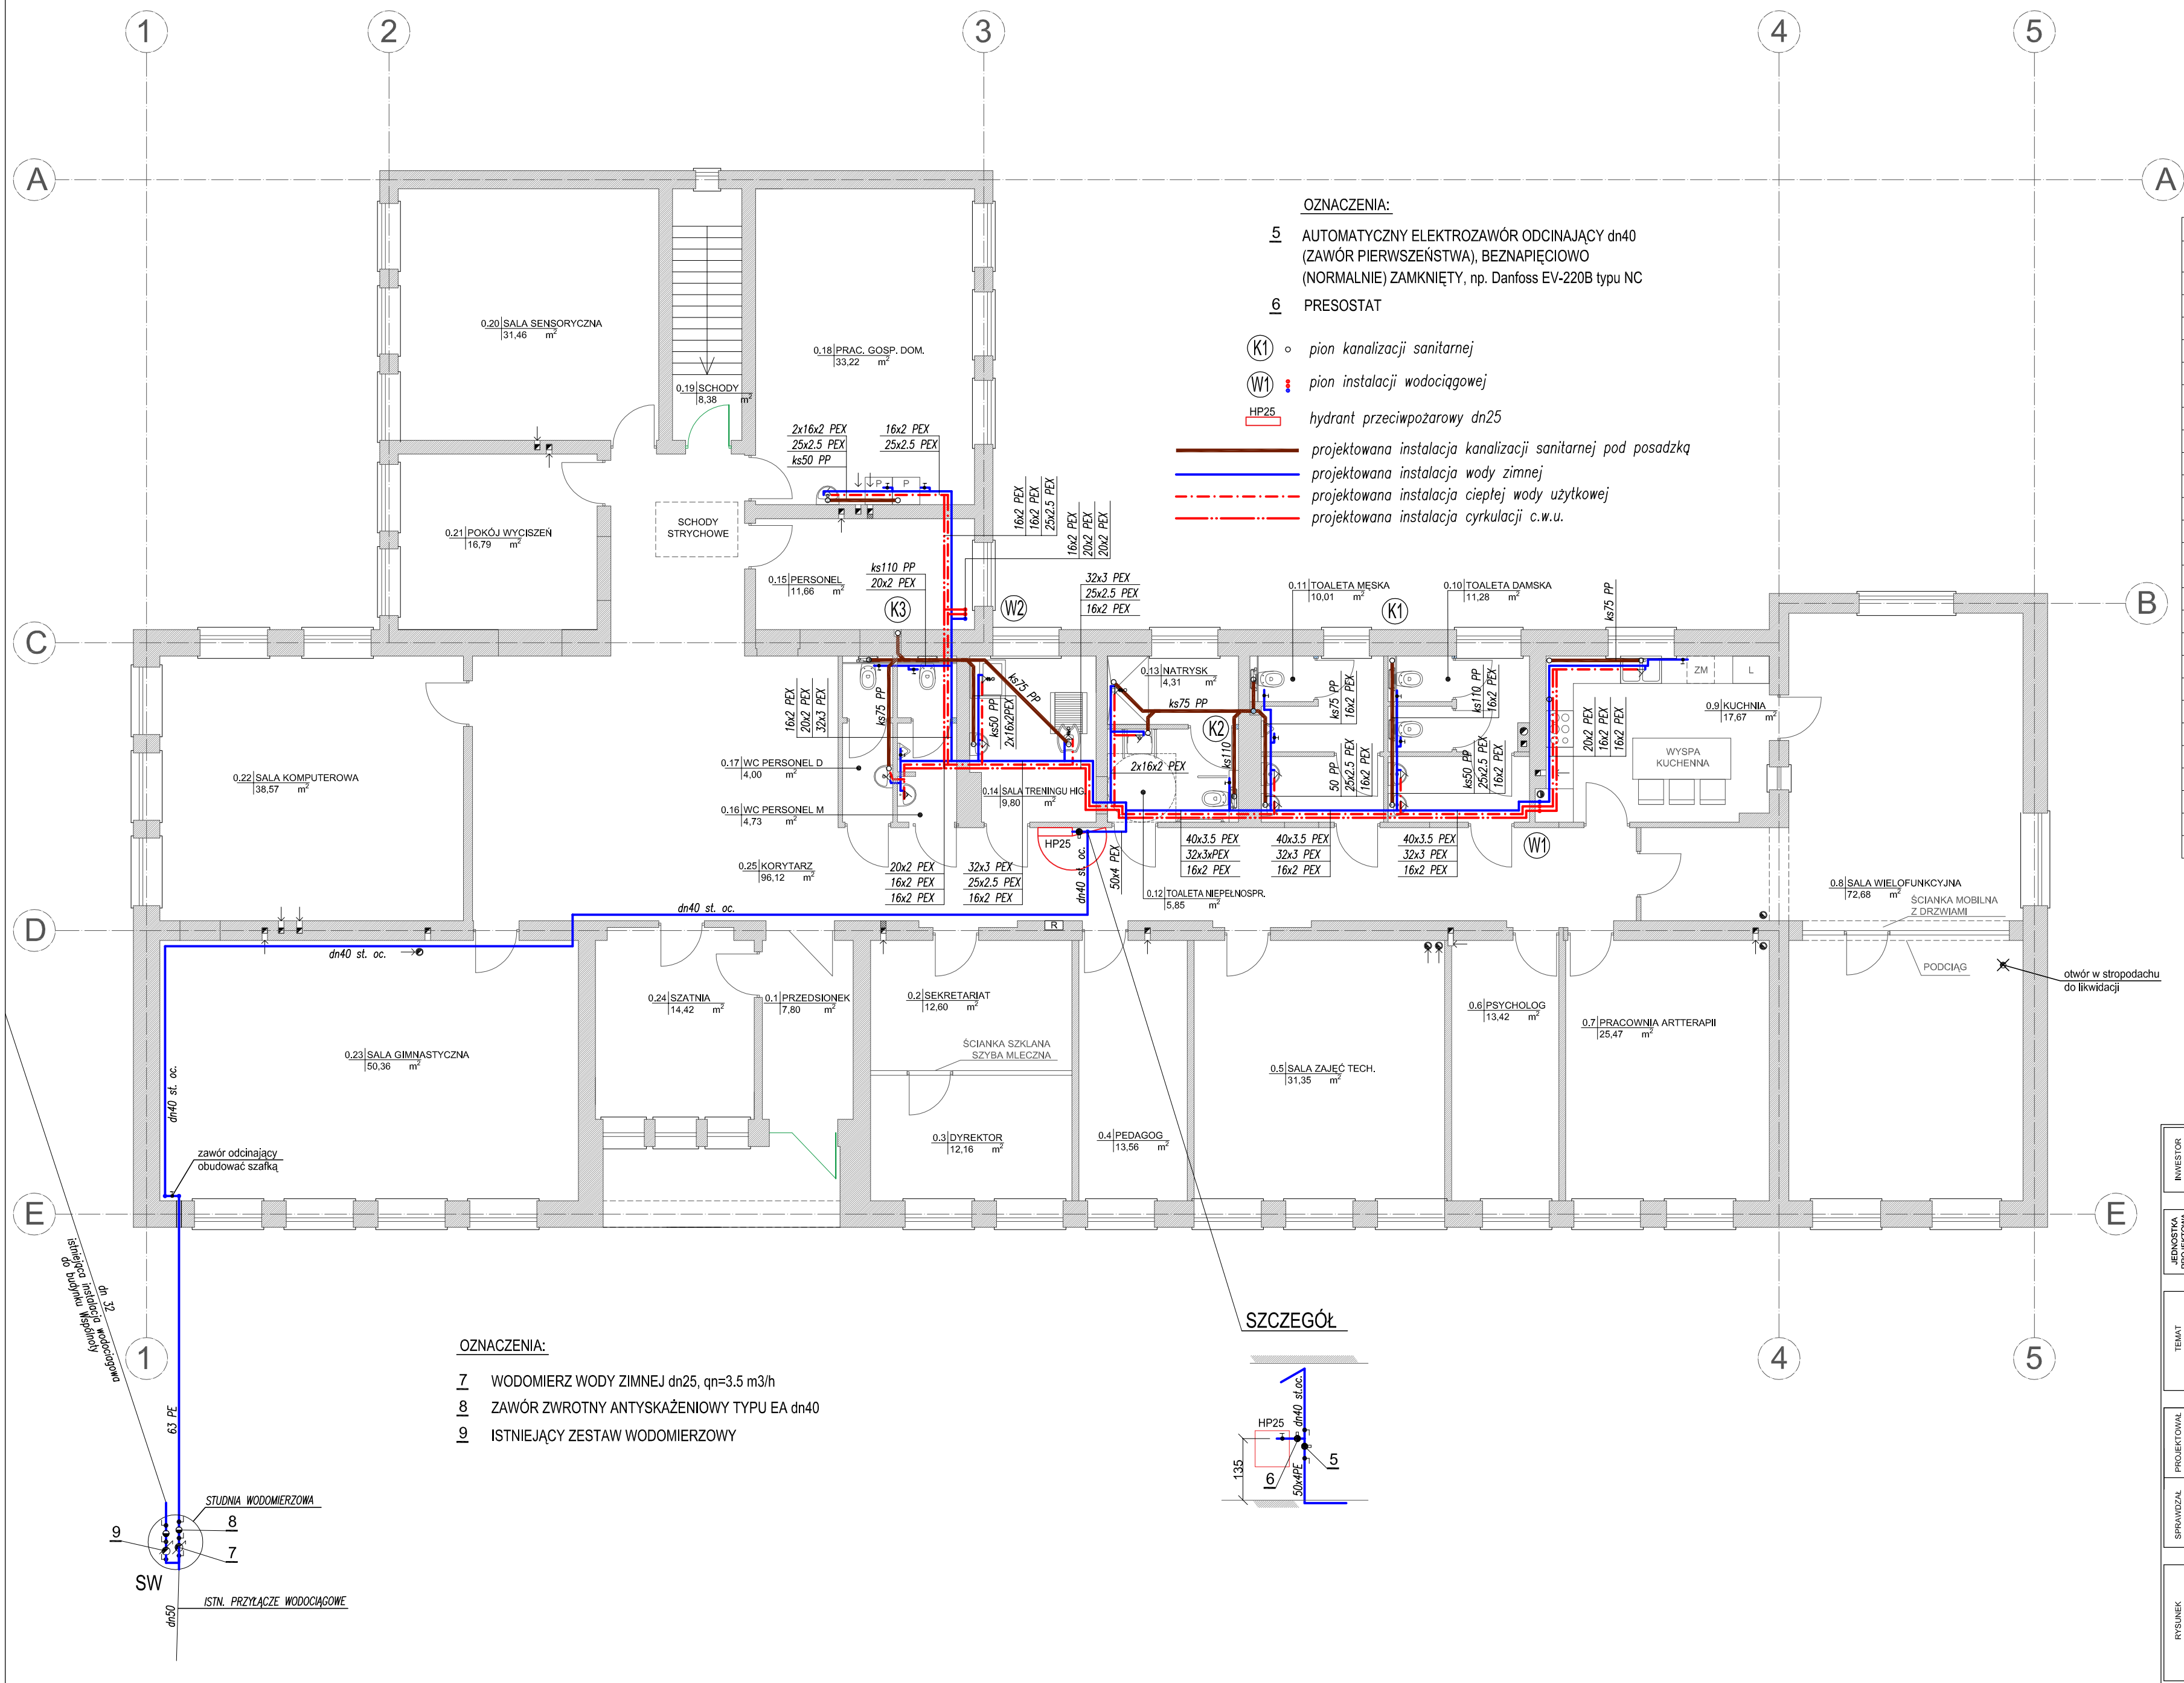 1
2
3
4
5
A
A
OZNACZENIA:
5 AUTOMATYCZNY ELEKTROZAWÓR ODCINAJĄCY dn40
(ZAWÓR PIERWSZEŃSTWA), BEZNAPIĘCIOWO
(NORMALNIE) ZAMKNIĘTY, np. Danfoss EV-220B typu NC
6 PRESOSTAT
K1 pion kanalizacji sanitarnej
W1 pion instalacji wodociągowej
HP25 hydrant przeciwpożarowy dn25
projektowana instalacja kanalizacji sanitarnej pod posadzką
projektowana instalacja wody zimnej
projektowana instalacja ciepłej wody użytkowej
projektowana instalacja cyrkulacji c.w.u.
0.20 SALA SENSORYCZNA
31,46 m²
0.18 PRAC. GOSP. DOM.
33,22 m²
0.19 SCHODY
8,38 m²
2x16x2 PEX
25x2.5 PEX
ks50 PP
16x2 PEX
25x2.5 PEX
P
P
16x2 PEX
16x2 PEX
25x2.5 PEX
16x2 PEX
20x2 PEX
20x2 PEX
SCHODY
STRYCHOWE
0.21 POKÓJ WYCISZEŃ
16,79 m²
0.15 PERSONEL
11,66 m²
ks110 PP
20x2 PEX
K3
W2
32x3 PEX
25x2.5 PEX
16x2 PEX
0.11 TOALETA MĘSKA
10,01 m²
K1
0.10 TOALETA DAMSKA
11,28 m²
ks75 PP
B
C
0.13 NATRYSK
4,31 m²
ks75 PP
ks75 PP
ks75 PP
16x2 PEX
20x2 PEX
32x3 PEX
ks50 PP
2x16x2PEX
K2
ks110
2x16x2 PEX
ks75 PP
16x2 PEX
50 PP
25x2.5 PEX
16x2 PEX
ks110 PP
16x2 PEX
ks50 PP
25x2.5 PEX
16x2 PEX
20x2 PEX
16x2 PEX
16x2 PEX
ZM
L
0.9 KUCHNIA
17,67 m²
WYSPA
KUCHENNA
0.22 SALA KOMPUTEROWA
38,57 m²
0.17 WC PERSONEL D
4,00 m²
0.16 WC PERSONEL M
4,73 m²
0.14 SALA TRENINGU HIG.
9,80 m²
HP25
W1
0.25 KORYTARZ
96,12 m²
20x2 PEX
16x2 PEX
16x2 PEX
32x3 PEX
25x2.5 PEX
16x2 PEX
dn40 st. oc.
50x4 PEX
40x3.5 PEX
32x3xPEX
16x2 PEX
40x3.5 PEX
32x3 PEX
16x2 PEX
40x3.5 PEX
32x3 PEX
16x2 PEX
0.12 TOALETA NIEPEŁNOSPR.
5,85 m²
0.8 SALA WIELOFUNKCYJNA
72,68 m²
ŚCIANKA MOBILNA
Z DRZWIAMI
dn40 st. oc.
D
R
dn40 st. oc.
PODCIĄG
otwór w stropodachu
do likwidacji
0.24 SZATNIA
14,42 m²
0.1 PRZEDSIONEK
7,80 m²
0.2 SEKRETARIAT
12,60 m²
0.6 PSYCHOLOG
13,42 m²
0.7 PRACOWNIA ARTTERAPII
25,47 m²
0.23 SALA GIMNASTYCZNA
50,36 m²
ŚCIANKA SZKLANA
SZYBA MLECZNA
0.5 SALA ZAJĘĆ TECH.
31,35 m²
dn40 st. oc.
0.3 DYREKTOR
12,16 m²
0.4 PEDAGOG
13,56 m²
zawór odcinający
obudować szafką
E
E
dn 32
istniejąca instalacja wodociągowa
do budynku Wspólnoty
1
4
5
SZCZEGÓŁ
OZNACZENIA:
7 WODOMIERZ WODY ZIMNEJ dn25, qn=3.5 m3/h
8 ZAWÓR ZWROTNY ANTYSKAŻENIOWY TYPU EA dn40
9 ISTNIEJĄCY ZESTAW WODOMIERZOWY
63 PE
HP25
dn40 st.oc.
135
6
5
50x4PE
STUDNIA WODOMIERZOWA
9
8
7
SW
ISTN. PRZYŁĄCZE WODOCIĄGOWE
dn50
INWESTOR
JEDNOSTKA
TEMAT
PROJEKTOWAŁ
SPRAWDZAŁ
RYSUNEK